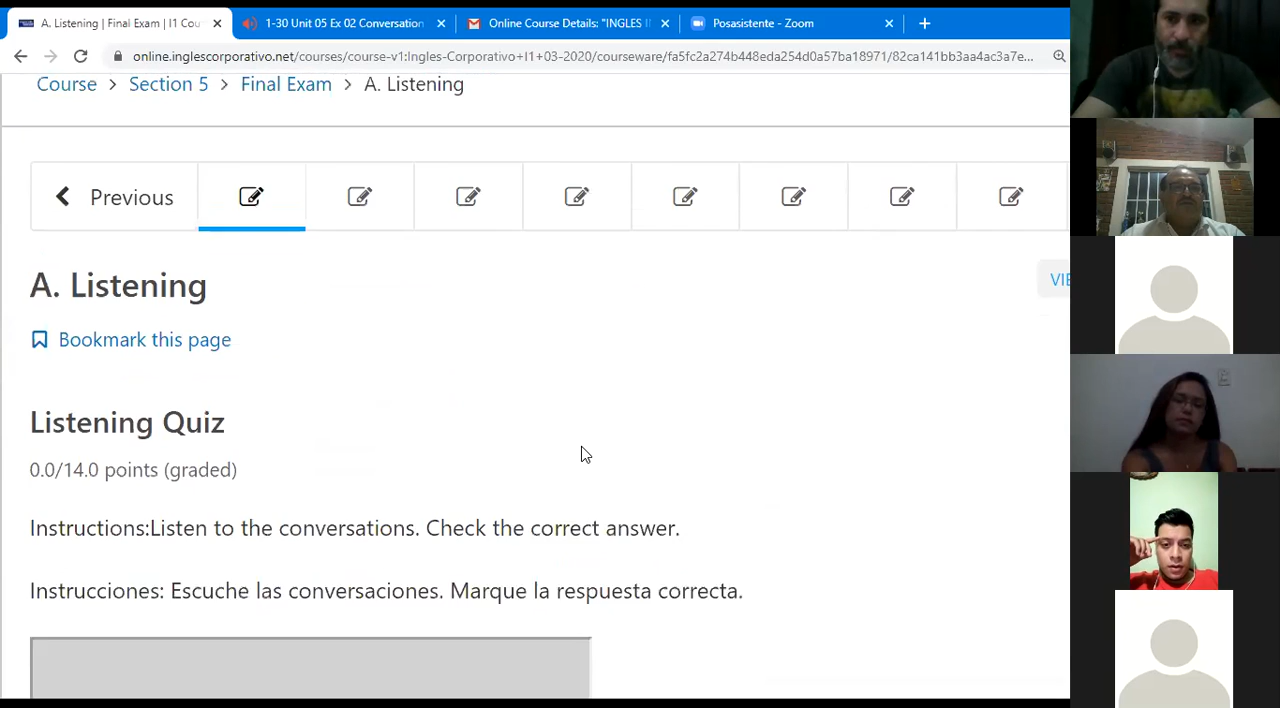 A. Listening | Final Exam | I1 Cou
1-30 Unit 05 Ex 02 Conversation
Online Course Details: "INGLES I
Posasistente - Zoom
online.inglescorporativo.net/courses/course-v1:Ingles-Corporativo+I1+03-2020/courseware/fa5fc2a274b448eda254d0a57ba18971/82ca141bb3aa4ac3a7e...
Course > Section 5 > Final Exam > A. Listening
Previous
A. Listening
VIE
Bookmark this page
Listening Quiz
0.0/14.0 points (graded)
Instructions:Listen to the conversations. Check the correct answer.
Instrucciones: Escuche las conversaciones. Marque la respuesta correcta.